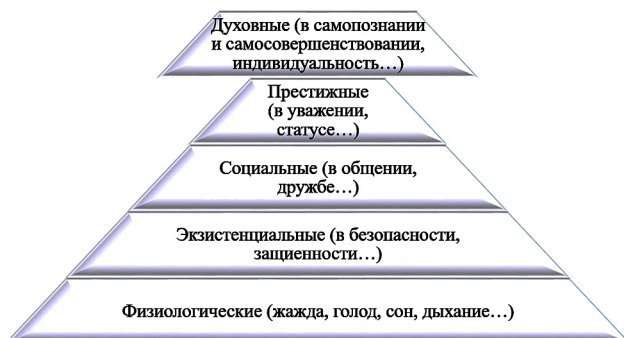 Духовные (в самопознании
и самосовершенствовании,
индивидуальность…)
Престижные
(в уважении,
статусе…)
Социальные (в общении,
дружбе…)
Экзистенциальные (в безопасности,
защиенности…)
Физиологические (жажда, голод, сон, дыхание…)